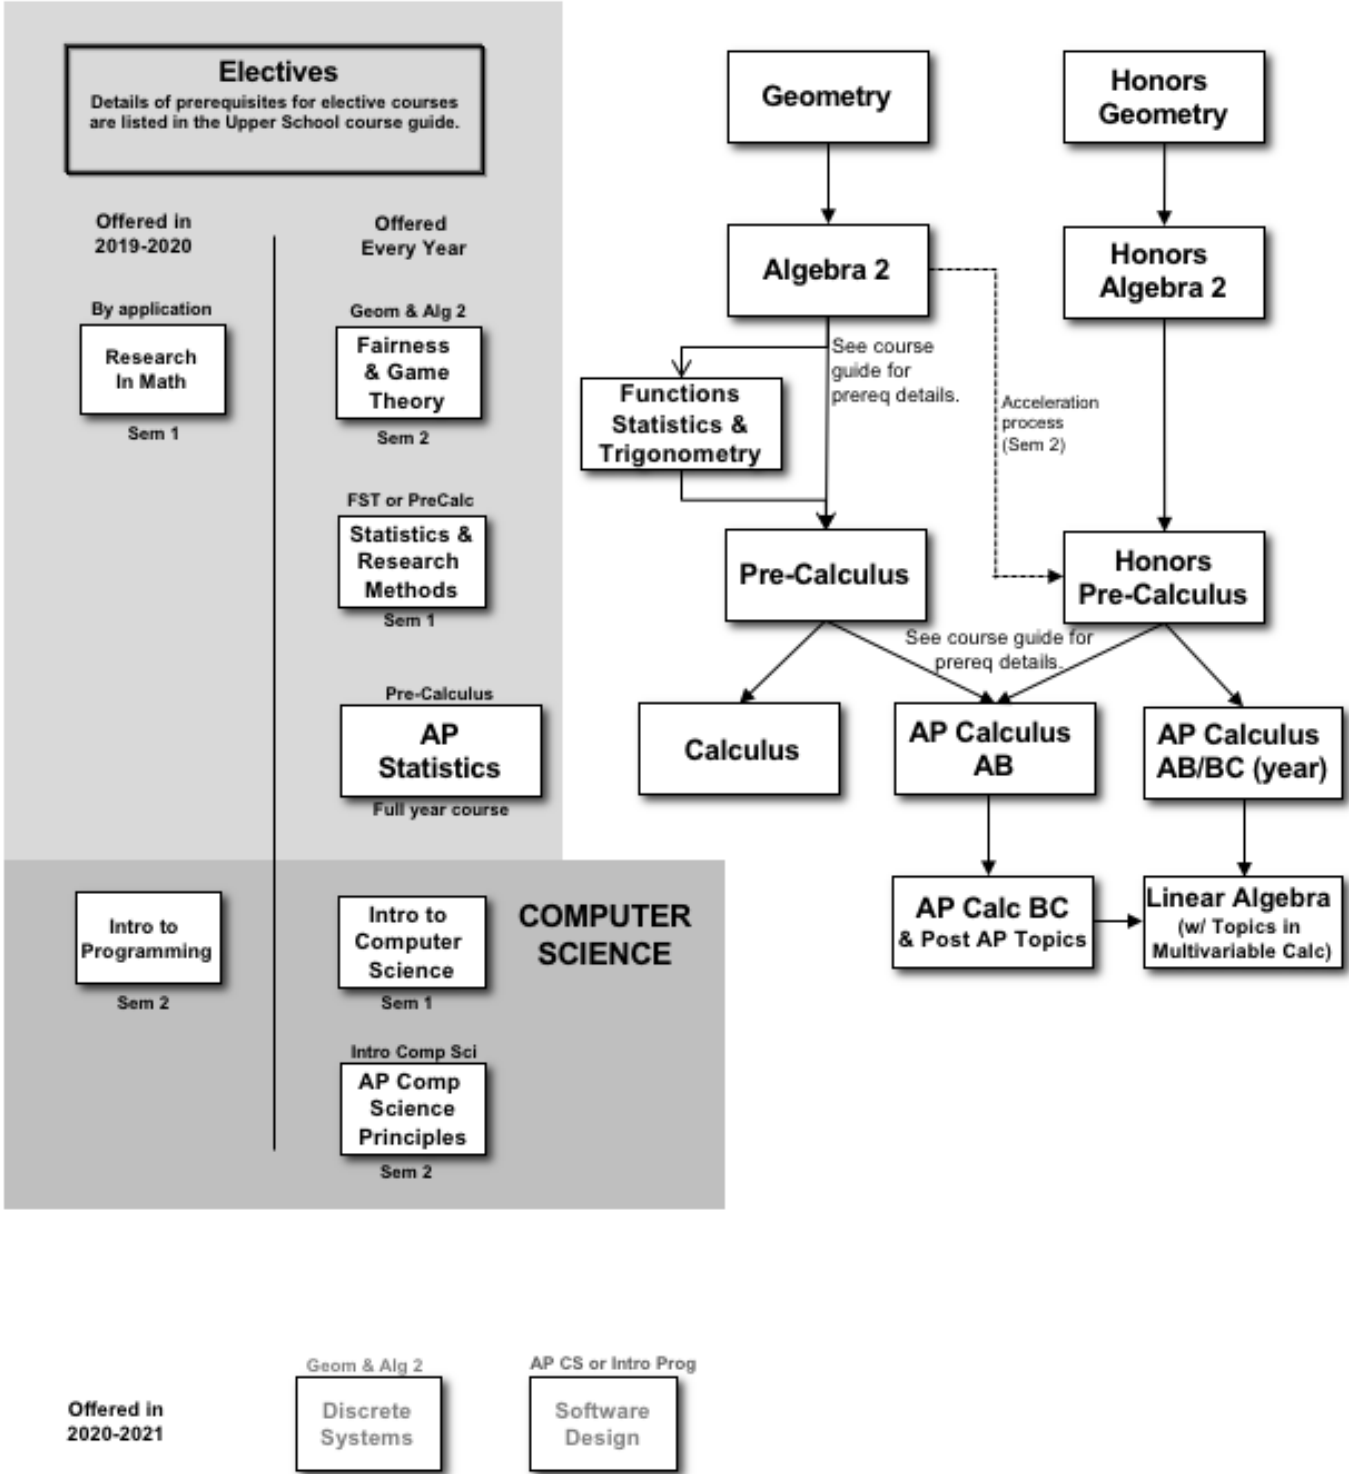 Electives
Details of prerequisites for elective courses
are listed in the Upper School course guide.
Offered in
2019-2020
Offered
Every Year
By application
Research
In Math
Sem 1
Geom & Alg 2
Fairness
& Game
Theory
Sem 2
FST or PreCalc
Statistics &
Research
Methods
Sem 1
Pre-Calculus
AP
Statistics
Full year course
Intro to
Programming
Sem 2
Intro to
Computer
Science
Sem 1
COMPUTER
SCIENCE
Intro Comp Sci
AP Comp
Science
Principles
Sem 2
Geometry
Honors
Geometry
Algebra 2
Honors
Algebra 2
See course
guide for
prereq details.
Functions
Statistics &
Trigonometry
Acceleration
process
(Sem 2)
Pre-Calculus
Honors
Pre-Calculus
See course guide for
prereq details.
Calculus
AP Calculus
AB
AP Calculus
AB/BC (year)
AP Calc BC
& Post AP Topics
Linear Algebra
(w/ Topics in
Multivariable Calc)
Offered in
2020-2021
Geom & Alg 2
Discrete
Systems
AP CS or Intro Prog
Software
Design